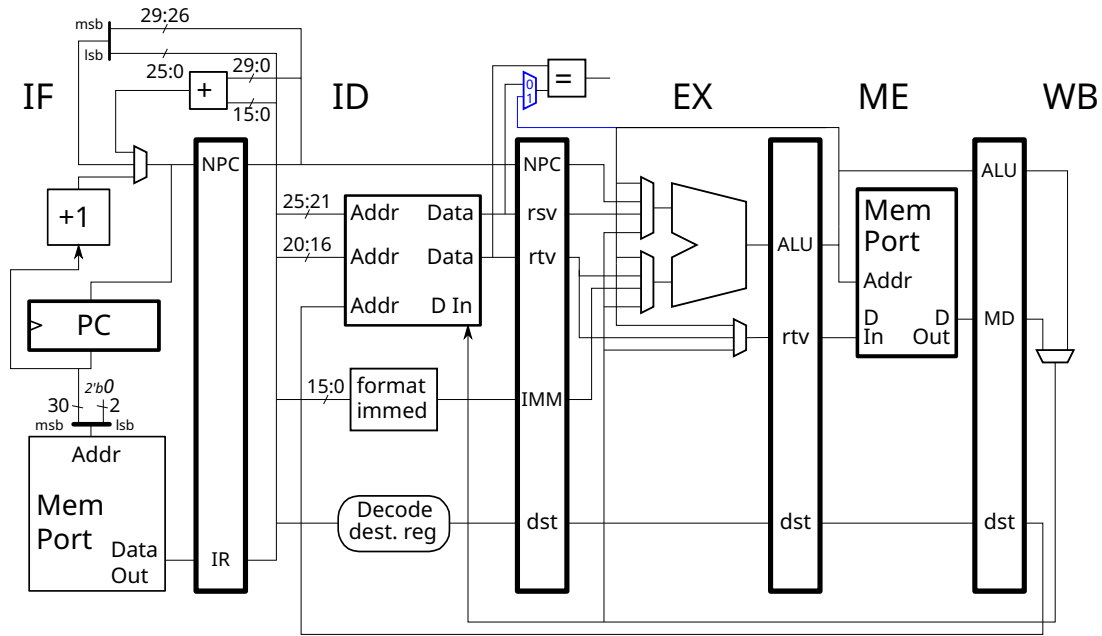 29:26
msb
lsb
25:0
29:0
+
15:0
0
1
=
IF
ID
EX
ME
WB
NPC
NPC
ALU
+1
25:21
Addr
Data
rsv
Mem
Port
20:16
Addr
Data
rtv
ALU
Addr
Addr
D In
PC
D
In
D
Out
MD
rtv
2'b0
30
2
msb
lsb
15:0
format
immed
IMM
Addr
Mem
Port
Data
Out
Decode
dest. reg
dst
dst
dst
IR